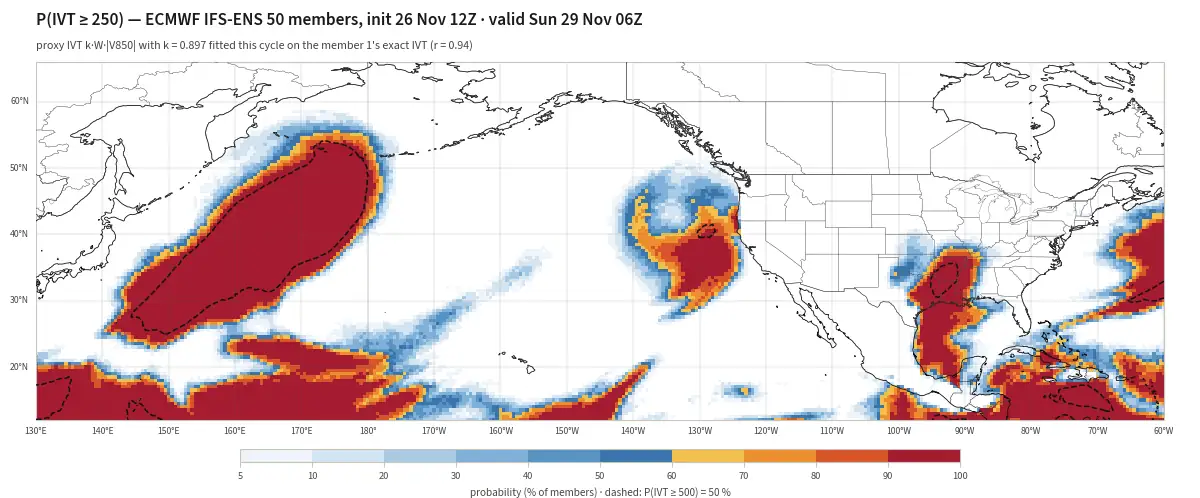 P(IVT ≥ 250) — ECMWF IFS-ENS 50 members, init 26 Nov 12Z · valid Sun 29 Nov 06Z
proxy IVT k·W·|V850| with k = 0.897 fitted this cycle on the member 1's exact IVT (r = 0.94)
60°N
50°N
40°N
30°N
20°N
130°E 140°E 150°E 160°E 170°E 180° 170°W 160°W 150°W 140°W 130°W 120°W 110°W 100°W 90°W 80°W 70°W 60°W
5 10 20 30 40 50 60 70 80 90 100
probability (% of members) · dashed: P(IVT ≥ 500) = 50 %